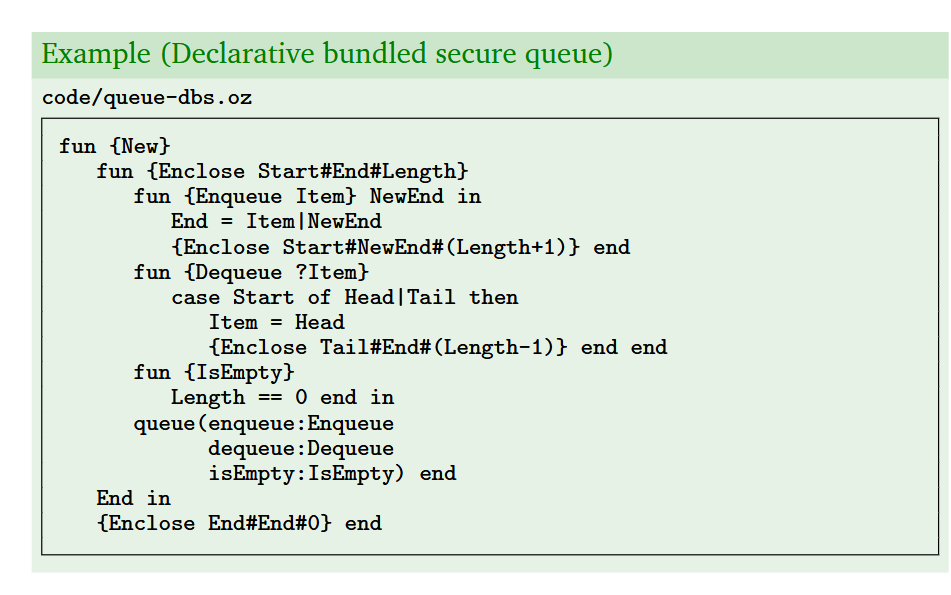 Example (Declarative bundled secure queue)
code/queue-dbs.oz
fun {New}
   fun {Enclose Start#End#Length}
      fun {Enqueue Item} NewEnd in
         End = Item|NewEnd
         {Enclose Start#NewEnd#(Length+1)} end
      fun {Dequeue ?Item}
         case Start of Head|Tail then
            Item = Head
            {Enclose Tail#End#(Length-1)} end end
      fun {IsEmpty}
         Length == 0 end in
      queue(enqueue:Enqueue
            dequeue:Dequeue
            isEmpty:IsEmpty) end
   End in
   {Enclose End#End#0} end